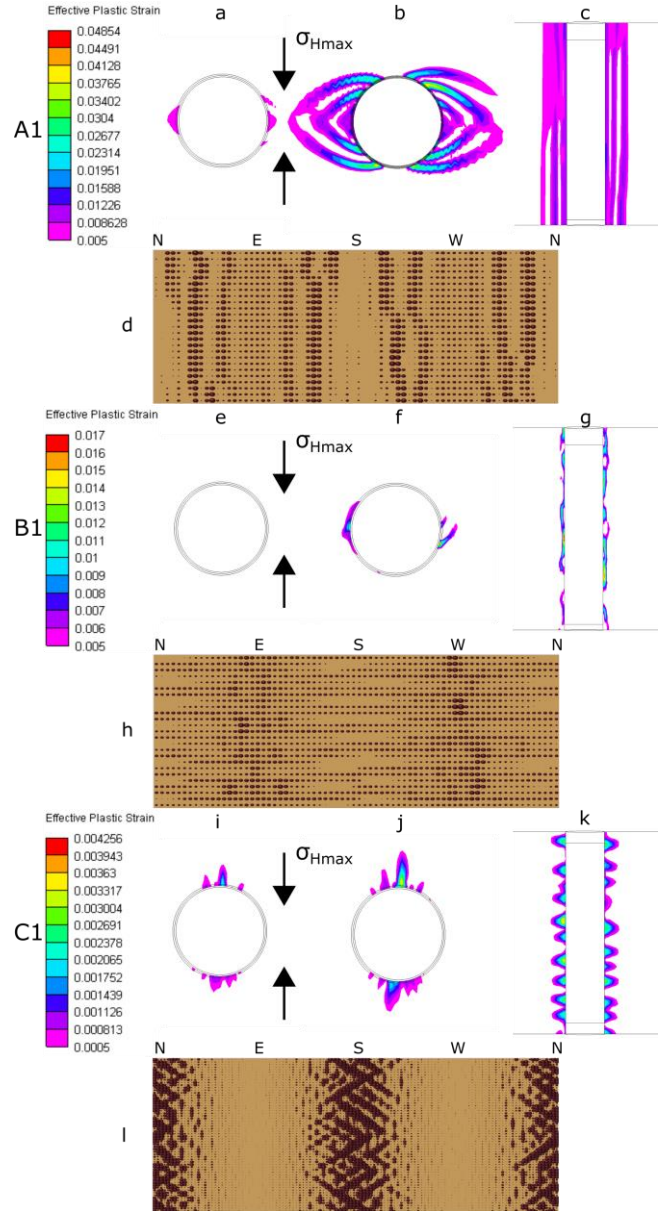 Effective Plastic Strain
a
b
c
σHmax
0.04854
0.04491
0.04128
0.03765
0.03402
0.0304
0.02677
0.02314
0.01951
0.01588
0.01226
0.008628
0.005
A1
N E S W N
d
Effective Plastic Strain
e
f
g
σHmax
0.017
0.016
0.015
0.014
0.013
0.012
0.011
0.01
0.009
0.008
0.007
0.006
0.005
B1
N E S W N
h
Effective Plastic Strain
i
j
k
σHmax
0.004256
0.003943
0.00363
0.003317
0.003004
0.002691
0.002378
0.002065
0.001752
0.001439
0.001126
0.000813
0.0005
C1
N E S W N
l